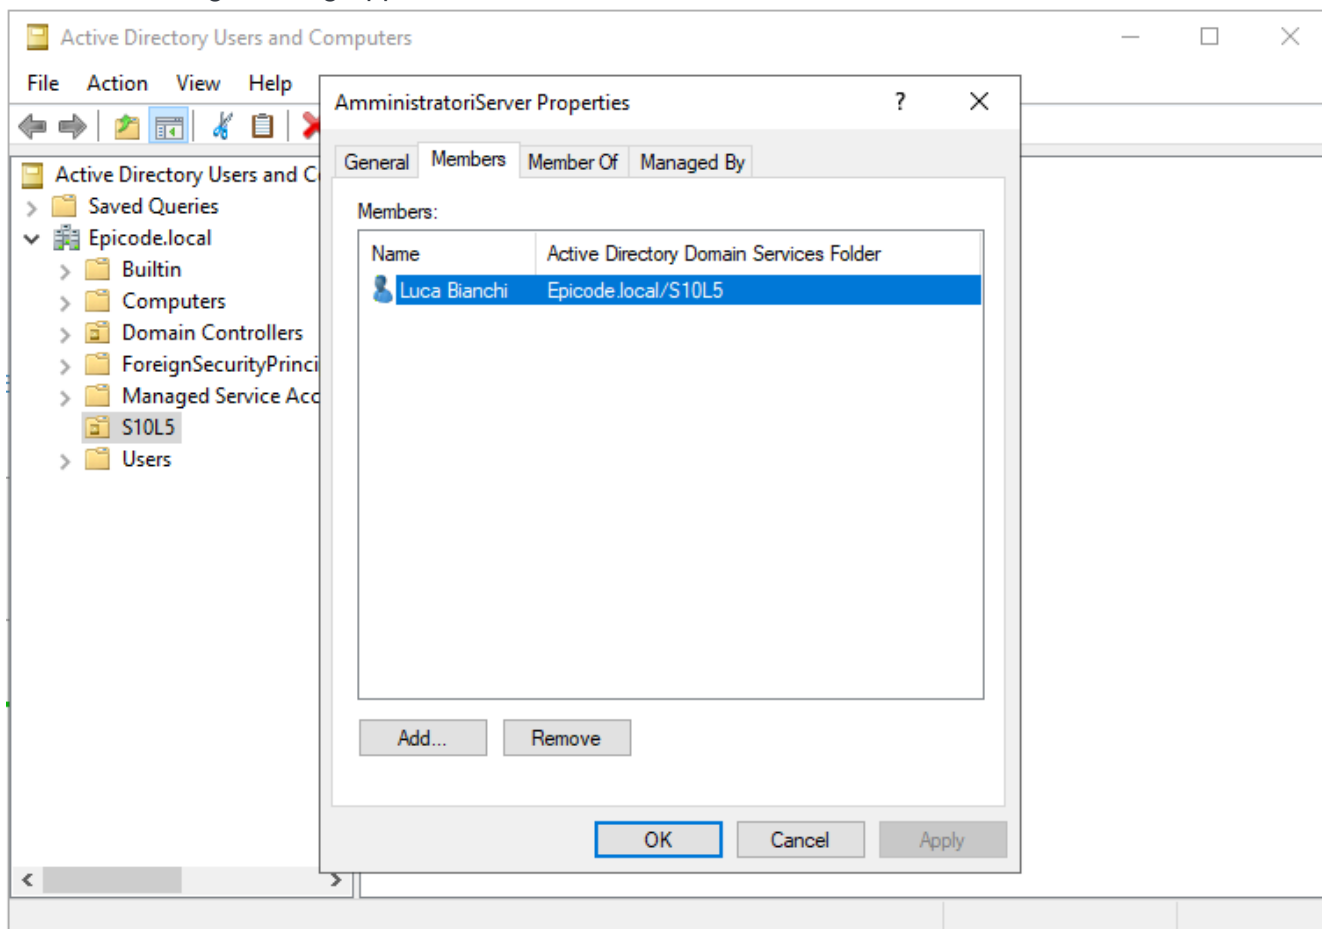 Active Directory Users and Computers
File Action View Help
AmministratoriServer Properties ?
General Members Member Of Managed By
Active Directory Users and C
Saved Queries
Epicode.local
Builtin
Computers
Domain Controllers
ForeignSecurityPrinci
Managed Service Acc
S10L5
Users
Members:
Name Active Directory Domain Services Folder
Luca Bianchi Epicode.local/S10L5
Add... Remove
OK Cancel Apply